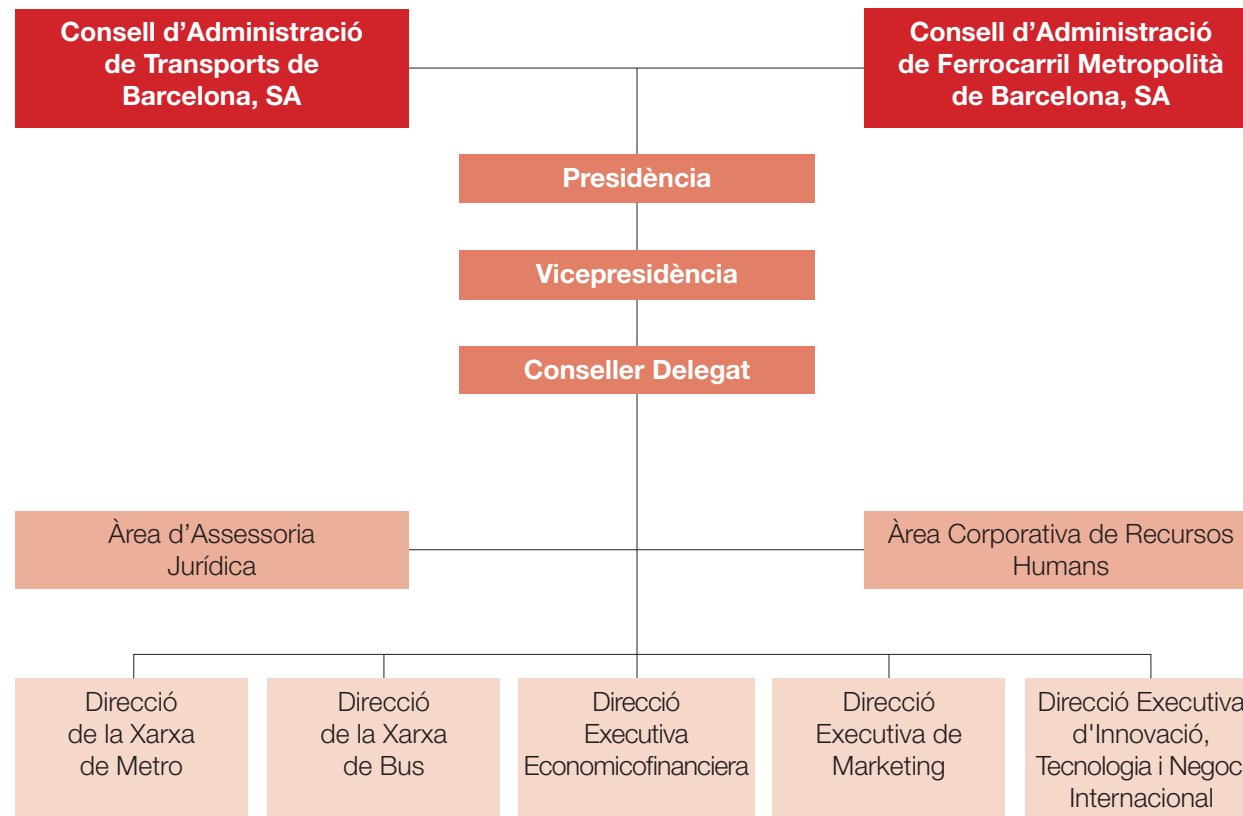 Consell d’Administració
de Transports de
Barcelona, SA
Consell d’Administració
de Ferrocarril Metropolità
de Barcelona, SA
Presidència
Vicepresidència
Conseller Delegat
Àrea d’Assessoria
Jurídica
Àrea Corporativa de Recursos
Humans
Direcció
de la Xarxa
de Metro
Direcció
de la Xarxa
de Bus
Direcció
Executiva
Economicofinanciera
Direcció
Executiva de
Marketing
Direcció Executiva
d'Innovació,
Tecnologia i Negoci
Internacional